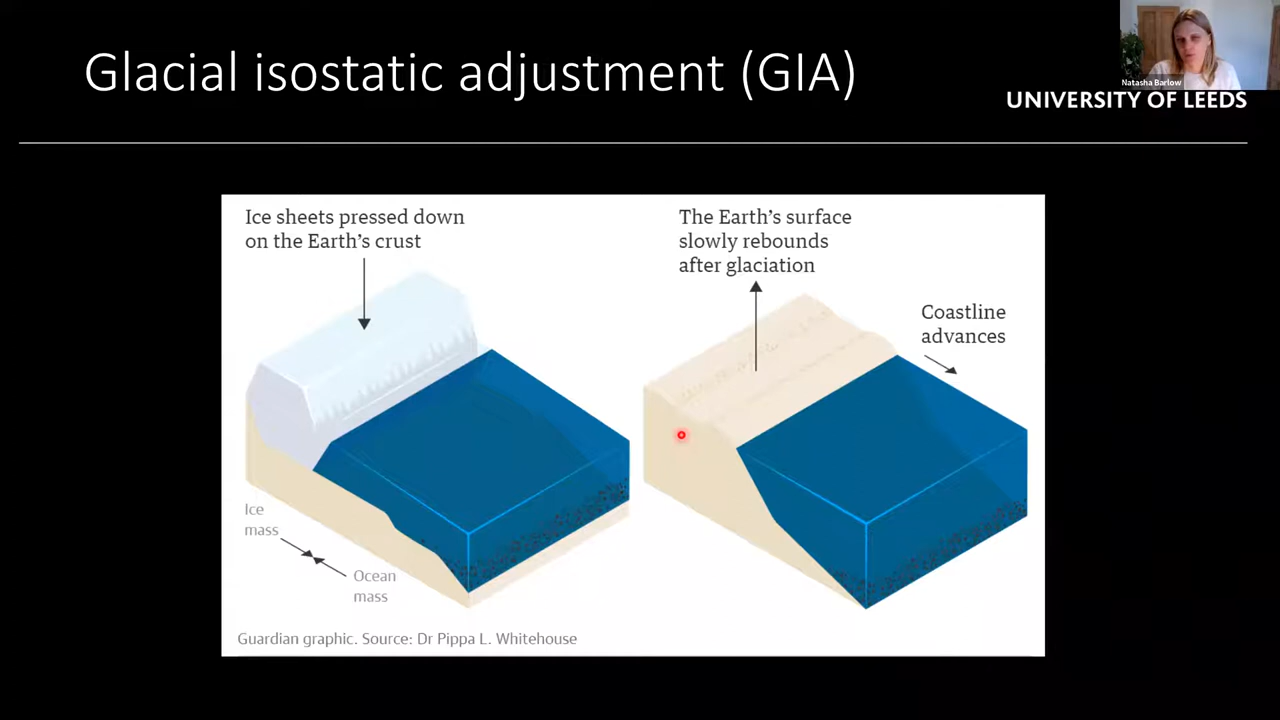 Glacial isostatic adjustment (GIA)
Natasha Barlow
UNIVERSITY OF LEEDS
Ice sheets pressed down
on the Earth’s crust
The Earth’s surface
slowly rebounds
after glaciation
Coastline
advances
Ice
mass
Ocean
mass
Guardian graphic. Source: Dr Pippa L. Whitehouse